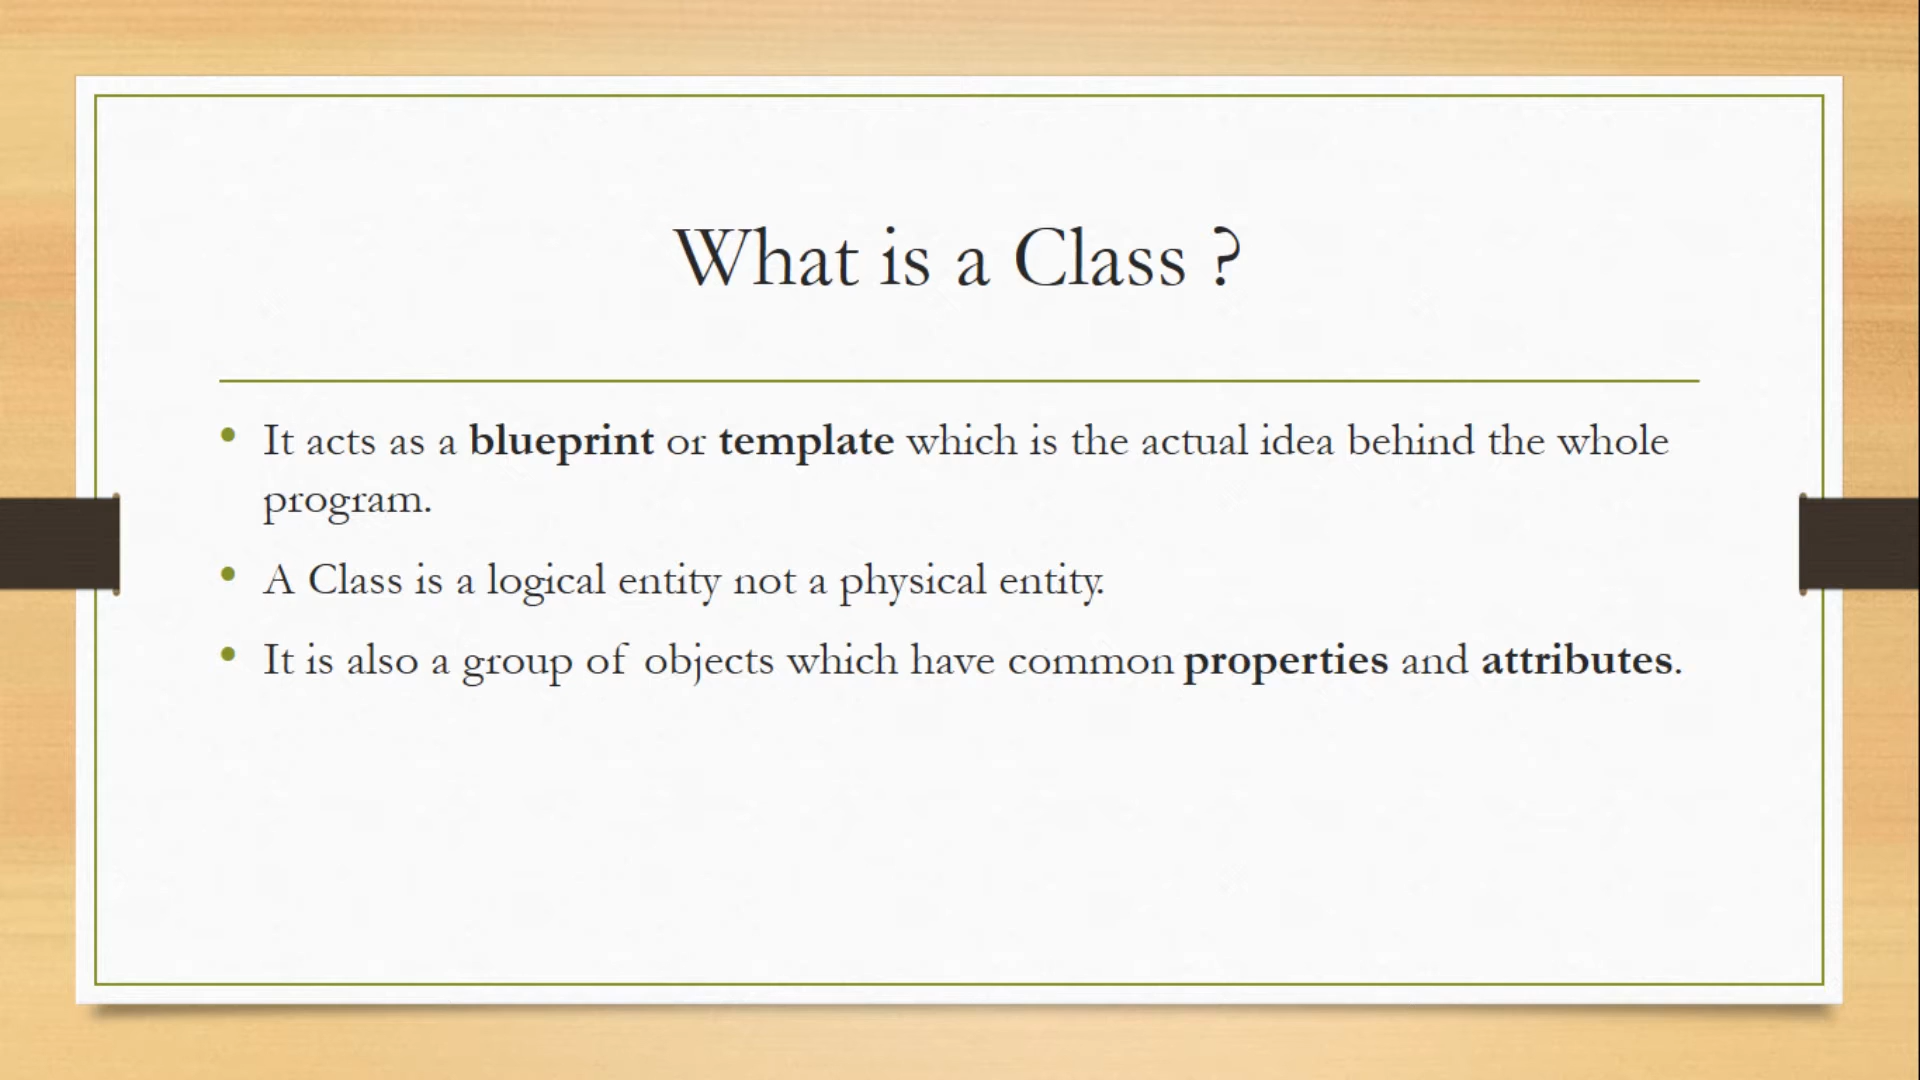 What is a Class ?
• It acts as a blueprint or template which is the actual idea behind the whole
program.
• A Class is a logical entity not a physical entity.
• It is also a group of objects which have common properties and attributes.